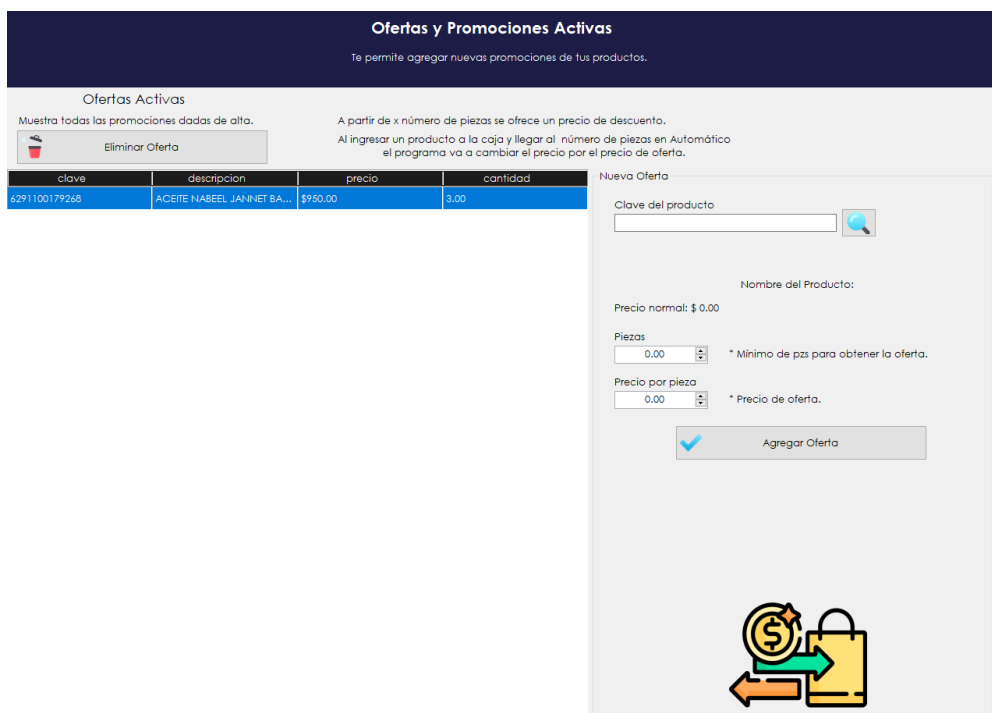 Ofertas y Promociones Activas
Te permite agregar nuevas promociones de tus productos.
Ofertas Activas
Muestra todas las promociones dadas de alta.
Eliminar Oferta
A partir de x número de piezas se ofrece un precio de descuento.
Al ingresar un producto a la caja y llegar al número de piezas en Automático
el programa va a cambiar el precio por el precio de oferta.
clave descripcion precio cantidad
6291100179268 ACEITE NABEEL JANNET BA... $950.00 3.00
Nueva Oferta
Clave del producto
Nombre del Producto:
Precio normal: $ 0.00
Piezas
0.00 * Mínimo de pzs para obtener la oferta.
Precio por pieza
0.00 * Precio de oferta.
Agregar Oferta